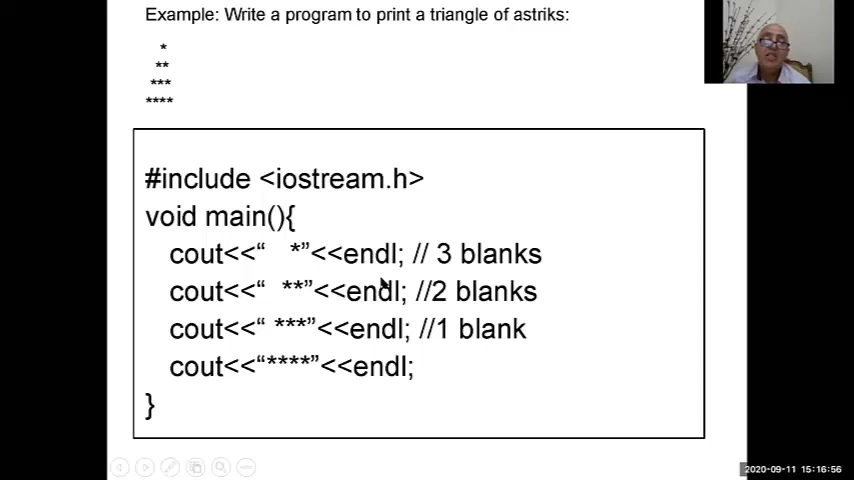 Example: Write a program to print a triangle of astriks:
*
**
***
****
#include <iostream.h>
void main(){
cout<<“   *”<<endl; // 3 blanks
cout<<“  **”<<endl; //2 blanks
cout<<“ ***”<<endl; //1 blank
cout<<“****”<<endl;
}
2020-09-11 15:16:56